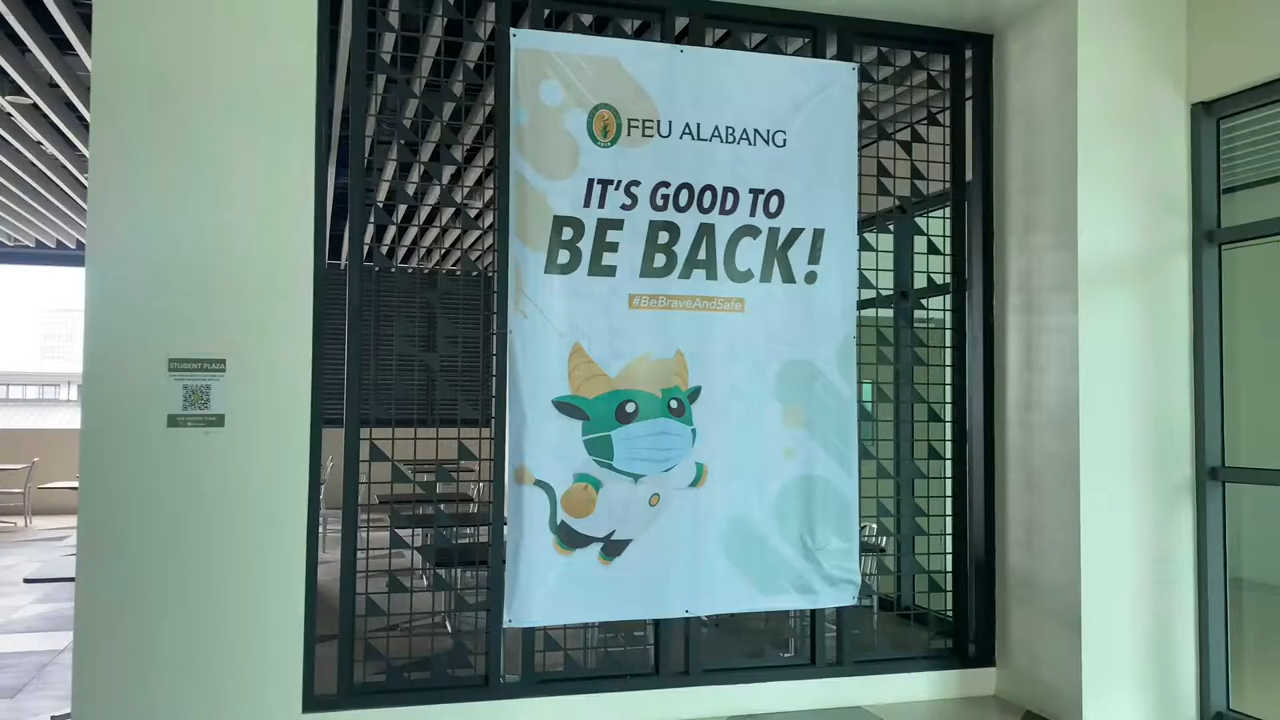 FEU ALABANG
IT'S GOOD TO
BE BACK!
#BeBraveAndSafe
STUDENT PLAZA